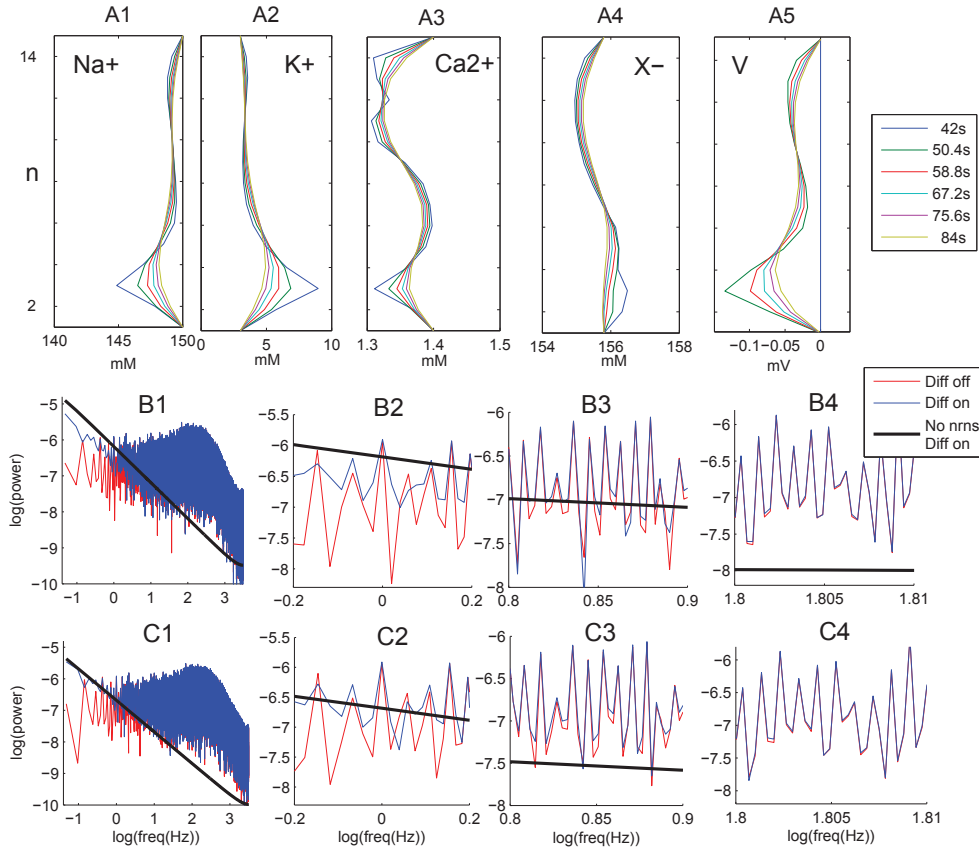 A1 A2 A3 A4 A5
14
n
2
Na+ K+ Ca2+ X− V
140 145 150 0 5 10 1.3 1.4 1.5 154 156 158 −0.1 −0.05 0
mM mM mM mM mV
42s
50.4s
58.8s
67.2s
75.6s
84s
Diff off
Diff on
No nrns
Diff on
B1 B2 B3 B4
log(power)
−5
−6
−7
−8
−9
−10
−1 0 1 2 3
−5.5
−6
−6.5
−7
−7.5
−8
−0.2 0 0.2
−6
−6.5
−7
−7.5
−8
0.8 0.85 0.9
−6
−6.5
−7
−7.5
−8
1.8 1.805 1.81
C1 C2 C3 C4
log(power)
−5
−6
−7
−8
−9
−10
−1 0 1 2 3
log(freq(Hz))
−5.5
−6
−6.5
−7
−7.5
−8
−0.2 0 0.2
log(freq(Hz))
−6
−6.5
−7
−7.5
−8
0.8 0.85 0.9
log(freq(Hz))
−6
−6.5
−7
−7.5
−8
1.8 1.805 1.81
log(freq(Hz))